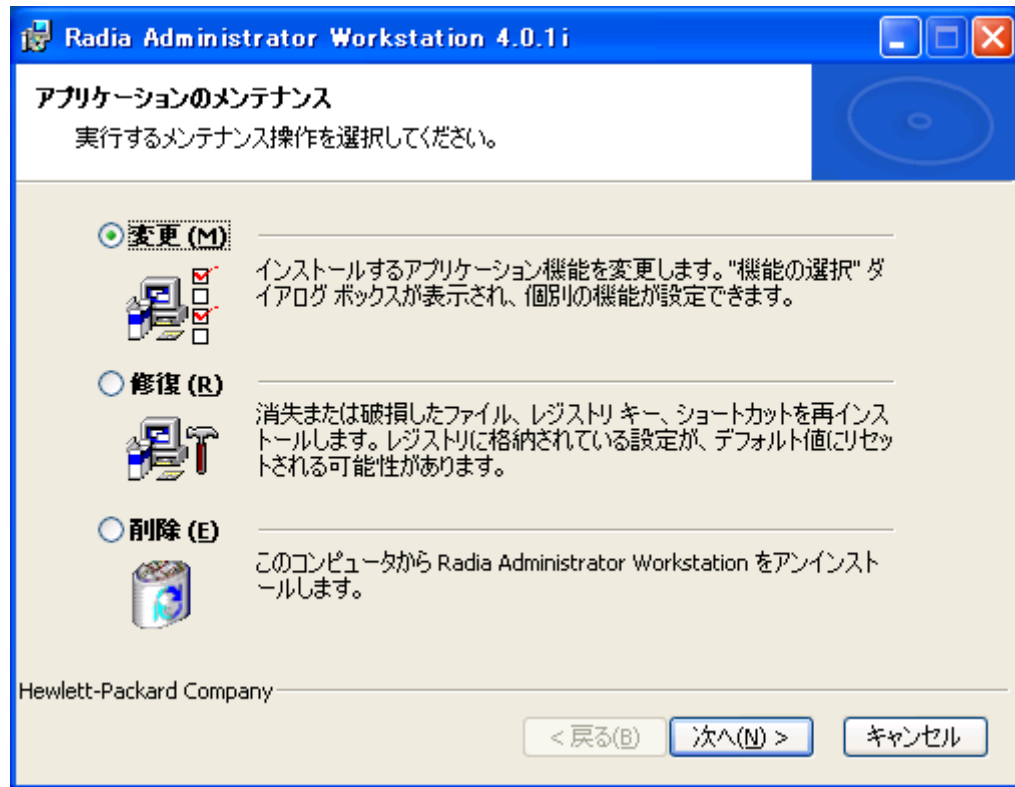 Radia Administrator Workstation 4.0.1i
アプリケーションのメンテナンス
実行するメンテナンス操作を選択してください。
変更 (M)
インストールするアプリケーション機能を変更します。"機能の選択" ダ
イアログ ボックスが表示され、個別の機能が設定できます。
修復 (R)
消失または破損したファイル、レジストリ キー、ショートカットを再インス
トールします。レジストリに格納されている設定が、デフォルト値にリセッ
トされる可能性があります。
削除 (E)
このコンピュータから Radia Administrator Workstation をアンインスト
ールします。
Hewlett-Packard Company
< 戻る(B) 次へ(N) > キャンセル